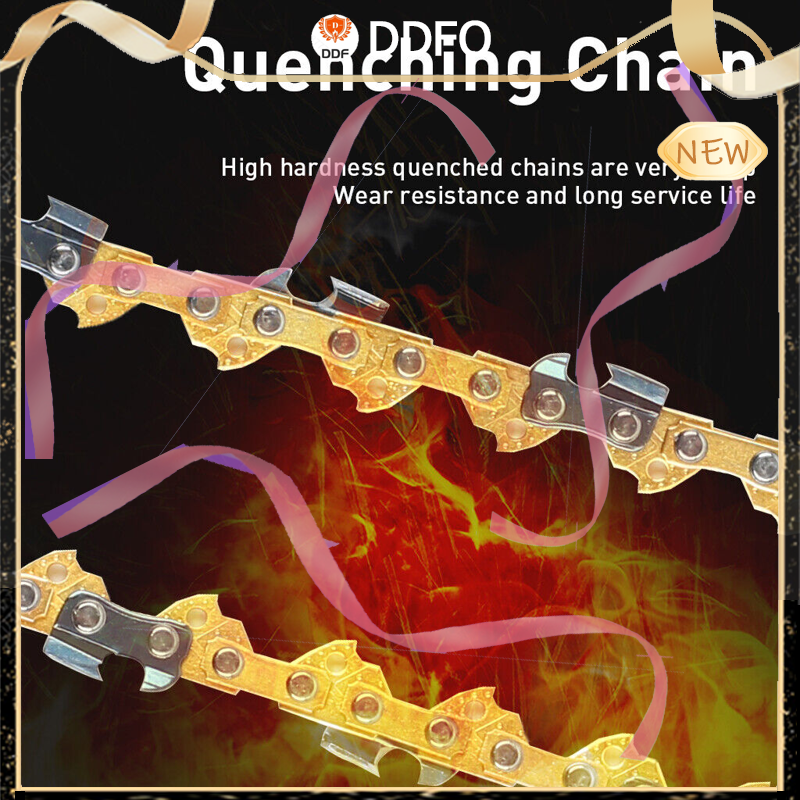 DDF
DDFO
Quenching Chain
NEW
High hardness quenched chains are very
Wear resistance and long service life